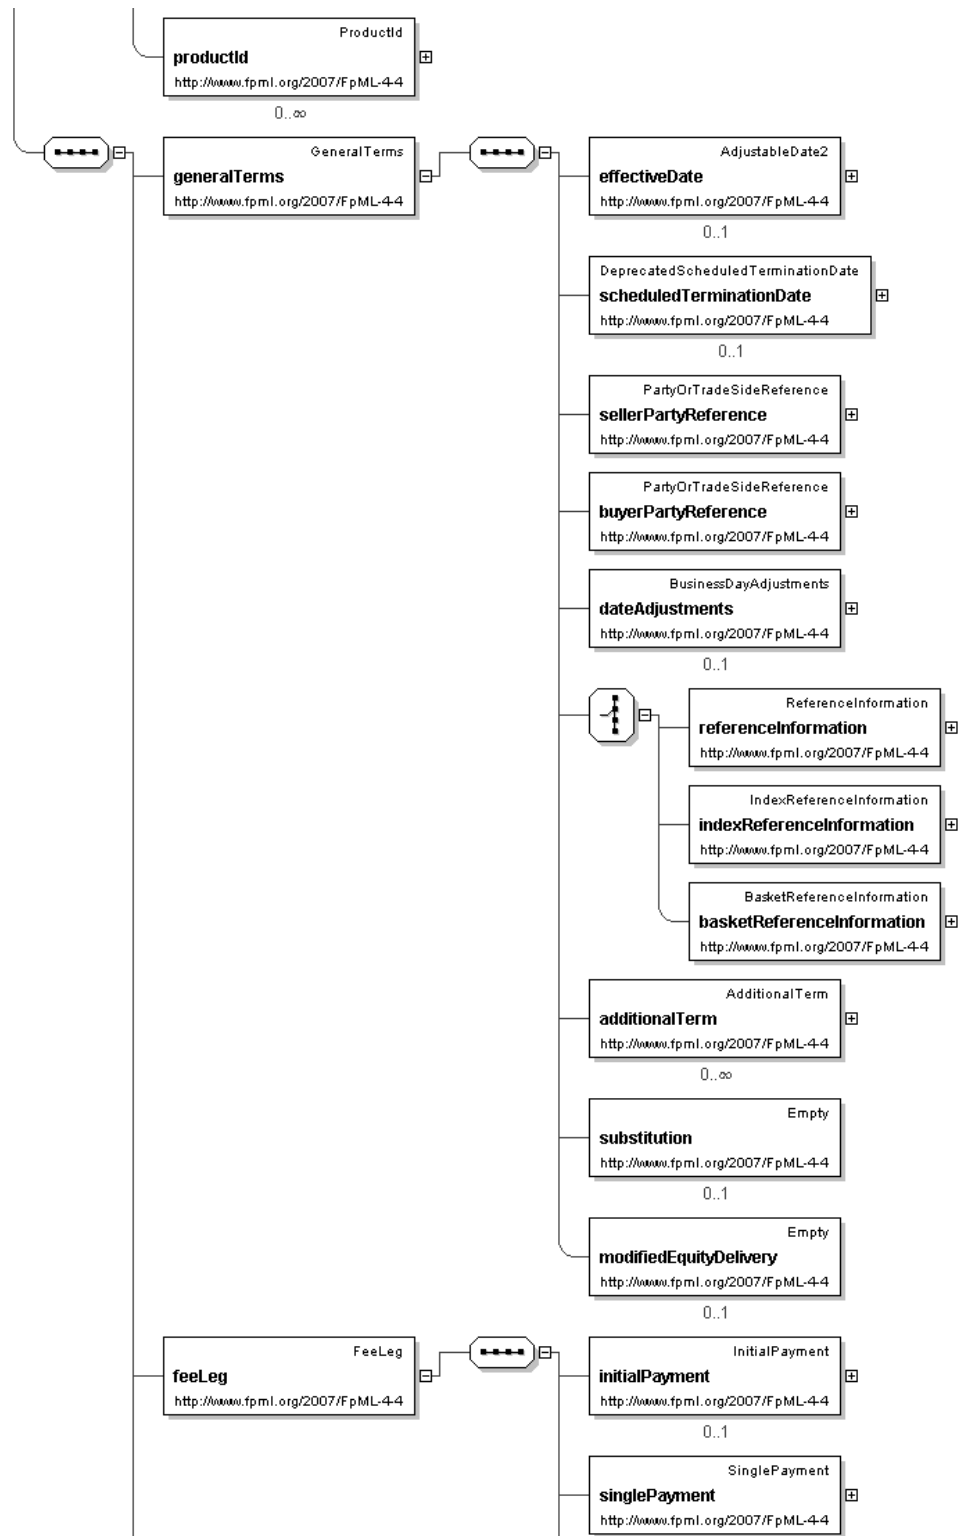 ProductId
productId
http://www.fpml.org/2007/FpML-4-4
0..∞
GeneralTerms
generalTerms
http://www.fpml.org/2007/FpML-4-4
AdjustableDate2
effectiveDate
http://www.fpml.org/2007/FpML-4-4
0..1
DeprecatedScheduledTerminationDate
scheduledTerminationDate
http://www.fpml.org/2007/FpML-4-4
0..1
PartyOrTradeSideReference
sellerPartyReference
http://www.fpml.org/2007/FpML-4-4
PartyOrTradeSideReference
buyerPartyReference
http://www.fpml.org/2007/FpML-4-4
BusinessDayAdjustments
dateAdjustments
http://www.fpml.org/2007/FpML-4-4
0..1
ReferenceInformation
referenceInformation
http://www.fpml.org/2007/FpML-4-4
IndexReferenceInformation
indexReferenceInformation
http://www.fpml.org/2007/FpML-4-4
BasketReferenceInformation
basketReferenceInformation
http://www.fpml.org/2007/FpML-4-4
AdditionalTerm
additionalTerm
http://www.fpml.org/2007/FpML-4-4
0..∞
Empty
substitution
http://www.fpml.org/2007/FpML-4-4
0..1
Empty
modifiedEquityDelivery
http://www.fpml.org/2007/FpML-4-4
0..1
FeeLeg
feeLeg
http://www.fpml.org/2007/FpML-4-4
InitialPayment
initialPayment
http://www.fpml.org/2007/FpML-4-4
0..1
SinglePayment
singlePayment
http://www.fpml.org/2007/FpML-4-4